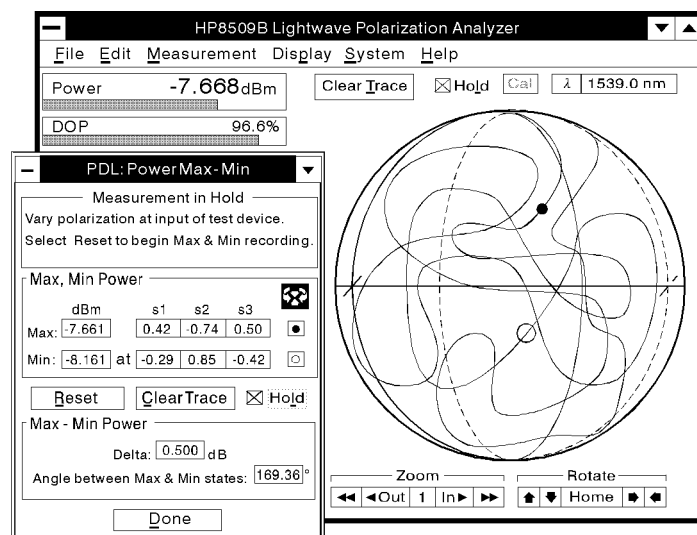 HP8509B Lightwave Polarization Analyzer
File Edit Measurement Display System Help
Power -7.668dBm
Clear Trace Hold Cal λ 1539.0 nm
DOP 96.6%
PDL: Power Max - Min
Measurement in Hold
Vary polarization at input of test device.
Select Reset to begin Max & Min recording.
Max, Min Power
dBm s1 s2 s3
Max: -7.661 0.42 -0.74 0.50
Min: -8.161 at -0.29 0.85 -0.42
Reset Clear Trace Hold
Max - Min Power
Delta: 0.500 dB
Angle between Max & Min states: 169.36°
Done
Zoom
Out 1 In
Rotate
Home